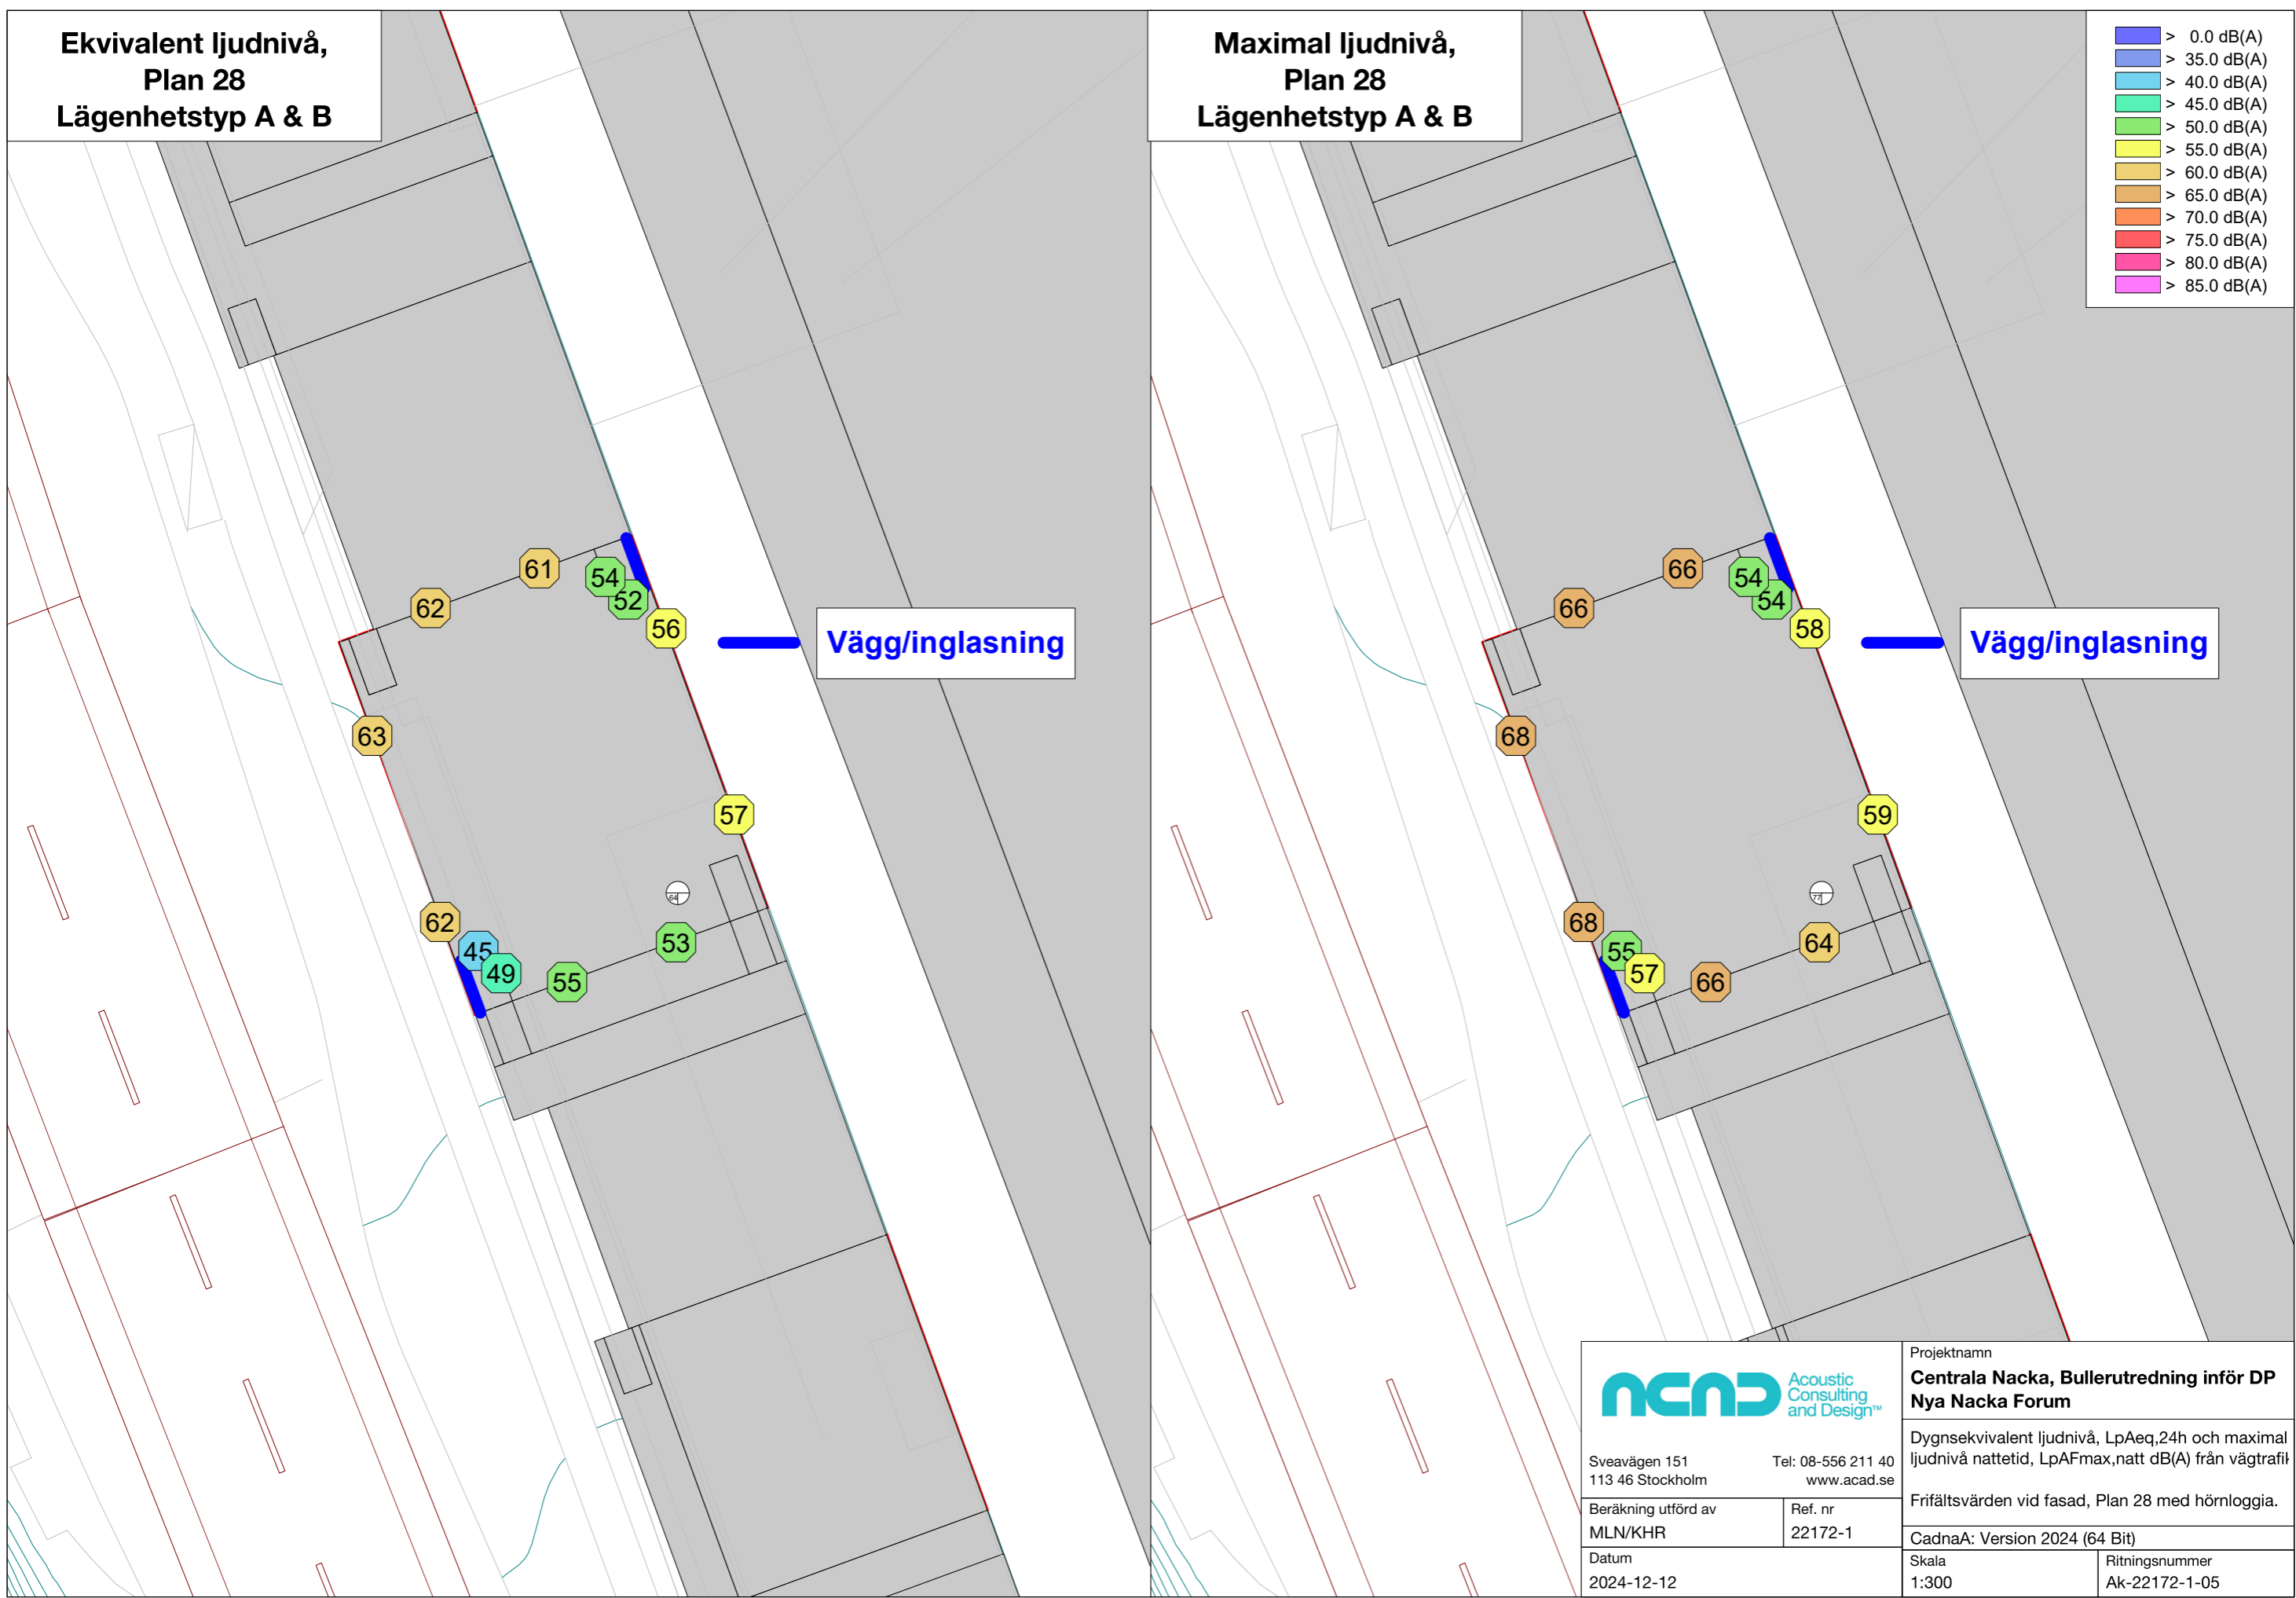 Ekvivalent ljudnivå,
Plan 28
Lägenhetstyp A & B
61
54
62
52
56
Vägg/inglasning
63
57
64
62
45
53
49
55
Maximal ljudnivå,
Plan 28
Lägenhetstyp A & B
66
54
66
54
58
Vägg/inglasning
68
59
77
68
55
64
57
66
> 0.0 dB(A)
> 35.0 dB(A)
> 40.0 dB(A)
> 45.0 dB(A)
> 50.0 dB(A)
> 55.0 dB(A)
> 60.0 dB(A)
> 65.0 dB(A)
> 70.0 dB(A)
> 75.0 dB(A)
> 80.0 dB(A)
> 85.0 dB(A)
Acoustic
Consulting
and Design™
Sveavägen 151 Tel: 08-556 211 40
113 46 Stockholm www.acad.se
Beräkning utförd av
MLN/KHR
Ref. nr
22172-1
Datum
2024-12-12
Projektnamn
Centrala Nacka, Bullerutredning inför DP
Nya Nacka Forum
Dygnsekvivalent ljudnivå, LpAeq,24h och maximal
ljudnivå nattetid, LpAFmax,natt dB(A) från vägtrafik
Frifältsvärden vid fasad, Plan 28 med hörnloggia.
CadnaA: Version 2024 (64 Bit)
Skala
1:300
Ritningsnummer
Ak-22172-1-05